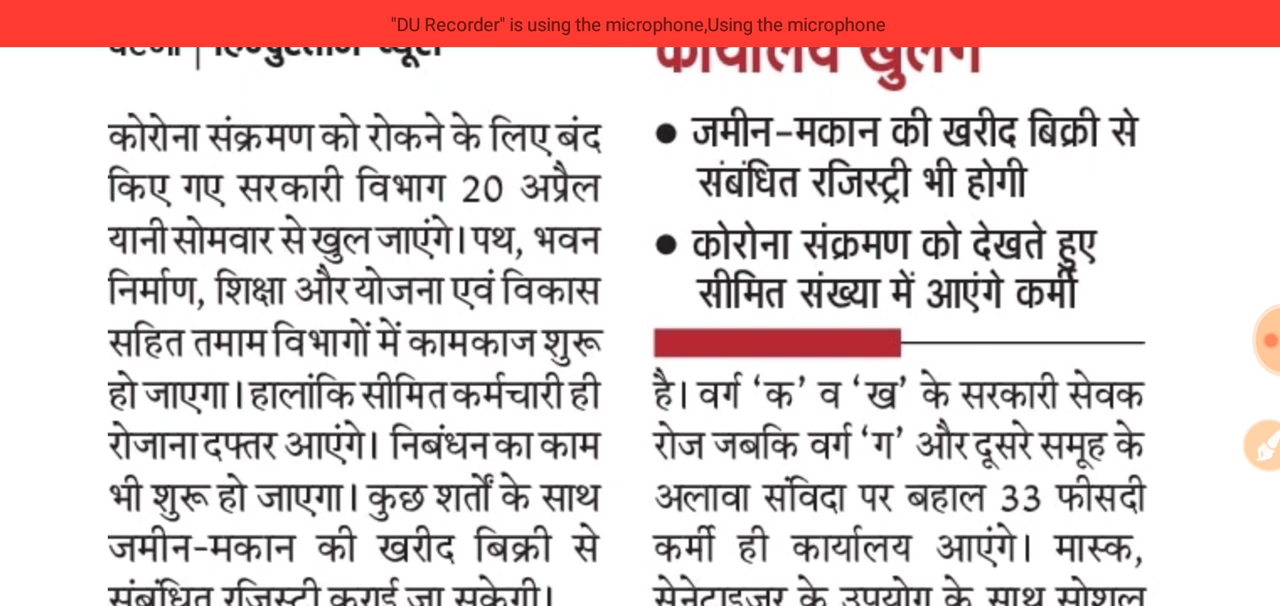 "DU Recorder" is using the microphone,Using the microphone
हिन्दुस्तान ब्यूरो
कोरोना संक्रमण को रोकने के लिए बंद
किए गए सरकारी विभाग 20 अप्रैल
यानी सोमवार से खुल जाएंगे। पथ, भवन
निर्माण, शिक्षा और योजना एवं विकास
सहित तमाम विभागों में कामकाज शुरू
हो जाएगा। हालांकि सीमित कर्मचारी ही
रोजाना दफ्तर आएंगे। निबंधन का काम
भी शुरू हो जाएगा। कुछ शर्तों के साथ
जमीन-मकान की खरीद बिक्री से
संबंधित रजिस्ट्री कराई जा सकेगी।
कार्यालय खुलेंगे
● जमीन-मकान की खरीद बिक्री से
संबंधित रजिस्ट्री भी होगी
● कोरोना संक्रमण को देखते हुए
सीमित संख्या में आएंगे कर्मी
है। वर्ग ‘क’ व ‘ख’ के सरकारी सेवक
रोज जबकि वर्ग ‘ग’ और दूसरे समूह के
अलावा संविदा पर बहाल 33 फीसदी
कर्मी ही कार्यालय आएंगे। मास्क,
सेनेटाइजर के उपयोग के साथ सोशल